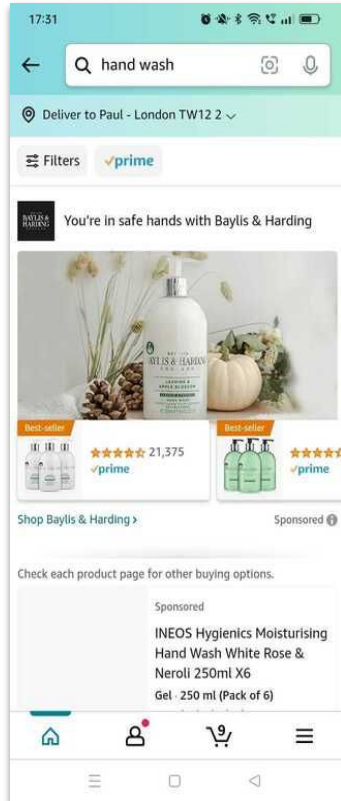 17:31
hand wash
Deliver to Paul - London TW12 2
Filters
prime
BAYLIS &
HARDING
You're in safe hands with Baylis & Harding
BAYLIS & HARDING
JASMINE &
APPLE BLOSSOM
Best-seller
21,375
prime
Best-seller
prime
Shop Baylis & Harding
Sponsored
Check each product page for other buying options.
Sponsored
INEOS Hygienics Moisturising
Hand Wash White Rose &
Neroli 250ml X6
Gel · 250 ml (Pack of 6)
9